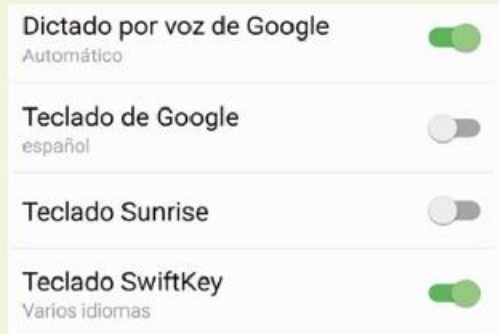 Dictado por voz de Google
Automático
Teclado de Google
español
Teclado Sunrise
Teclado SwiftKey
Varios idiomas